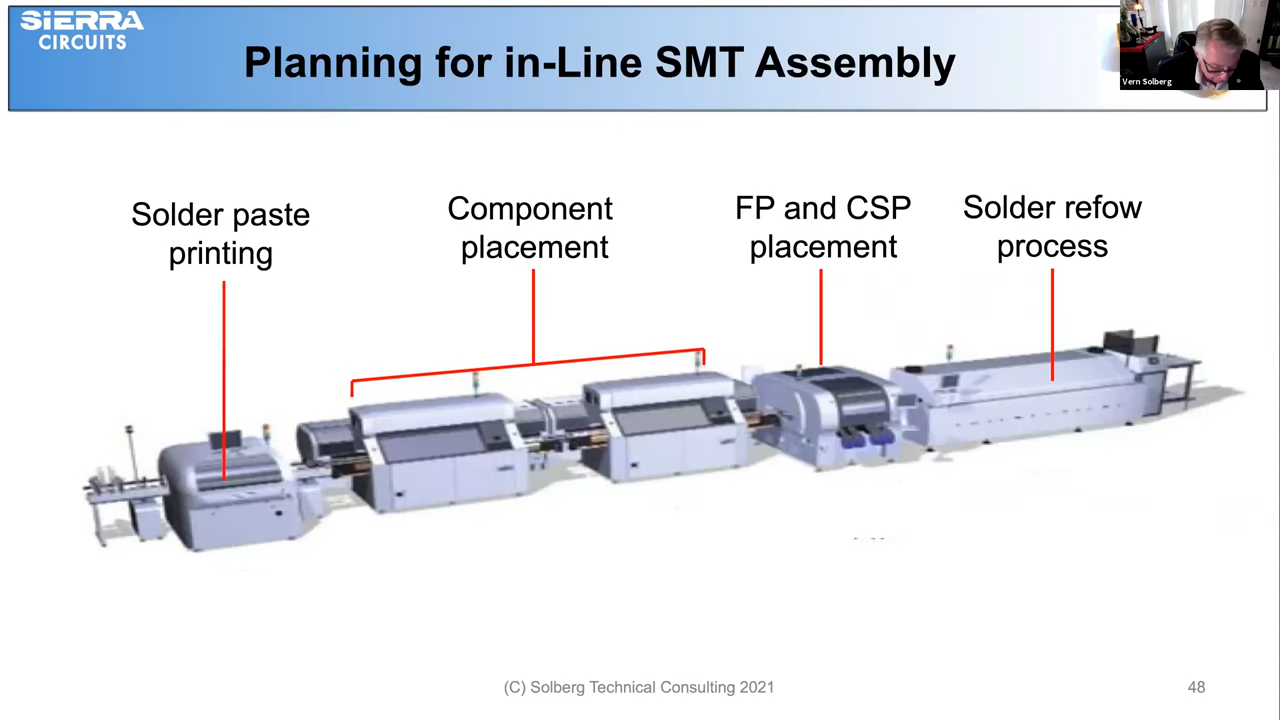 SiERRA
CIRCUITS
Planning for in-Line SMT Assembly
Vern Solberg
Solder paste
printing
Component
placement
FP and CSP
placement
Solder refow
process
(C) Solberg Technical Consulting 2021
48